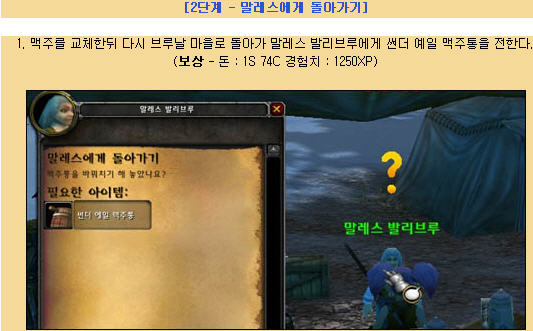 [2단계 - 말레스에게 돌아가기]
1. 맥주를 교체한뒤 다시 브루날 마을로 돌아가 말레스 발리브루에게 썬더 예일 맥주통을 전한다.
(보상 - 돈 : 1S 74C 경험치 : 1250XP)
말레스 발리브루
말레스에게 돌아가기
맥주통을 바꿔치기 해 놓았나요?
필요한 아이템:
썬더 예일 맥주통
말레스 발리브루